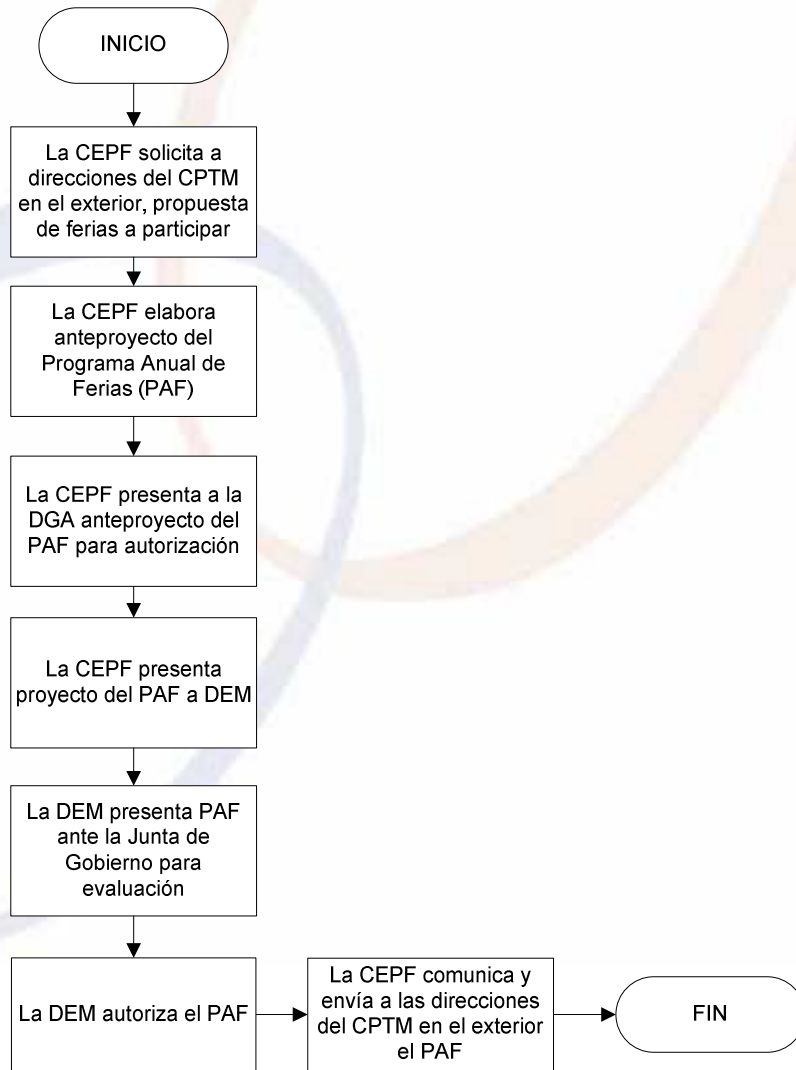 INICIO
La CEPF solicita a
direcciones del CPTM
en el exterior, propuesta
de ferias a participar
La CEPF elabora
anteproyecto del
Programa Anual de
Ferias (PAF)
La CEPF presenta a la
DGA anteproyecto del
PAF para autorización
La CEPF presenta
proyecto del PAF a DEM
La DEM presenta PAF
ante la Junta de
Gobierno para
evaluación
La DEM autoriza el PAF
La CEPF comunica y
envía a las direcciones
del CPTM en el exterior
el PAF
FIN